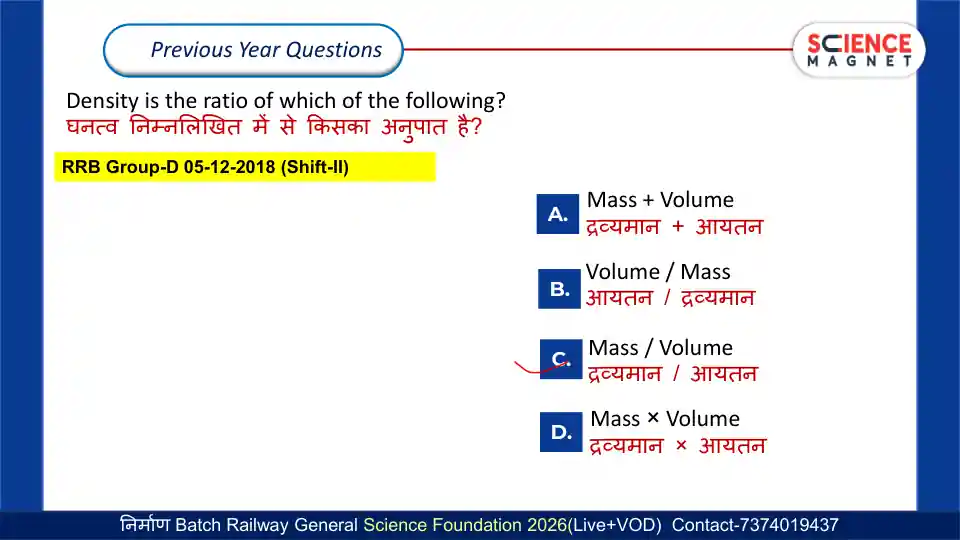 Previous Year Questions
SCIENCE
MAGNET
Density is the ratio of which of the following?
घनत्व निम्नलिखित में से किसका अनुपात है?
RRB Group-D 05-12-2018 (Shift-II)
A. Mass + Volume
द्रव्यमान + आयतन
B. Volume / Mass
आयतन / द्रव्यमान
C. Mass / Volume
द्रव्यमान / आयतन
D. Mass × Volume
द्रव्यमान × आयतन
निर्माण Batch Railway General Science Foundation 2026(Live+VOD) Contact-7374019437